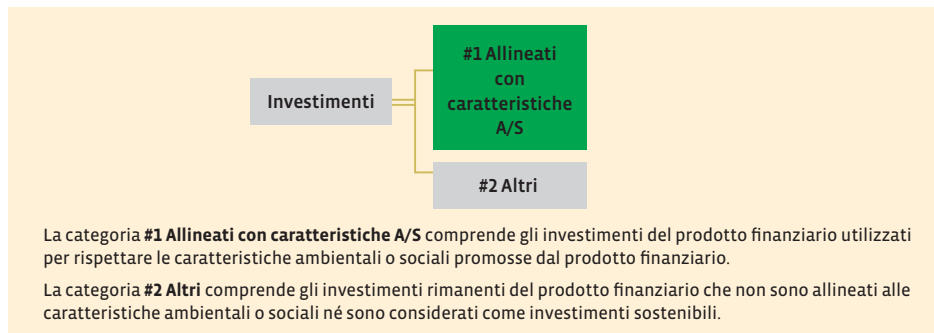 #1 Allineati
con
caratteristiche
A/S
Investimenti
#2 Altri
La categoria #1 Allineati con caratteristiche A/S comprende gli investimenti del prodotto finanziario utilizzati
per rispettare le caratteristiche ambientali o sociali promosse dal prodotto finanziario.
La categoria #2 Altri comprende gli investimenti rimanenti del prodotto finanziario che non sono allineati alle
caratteristiche ambientali o sociali né sono considerati come investimenti sostenibili.